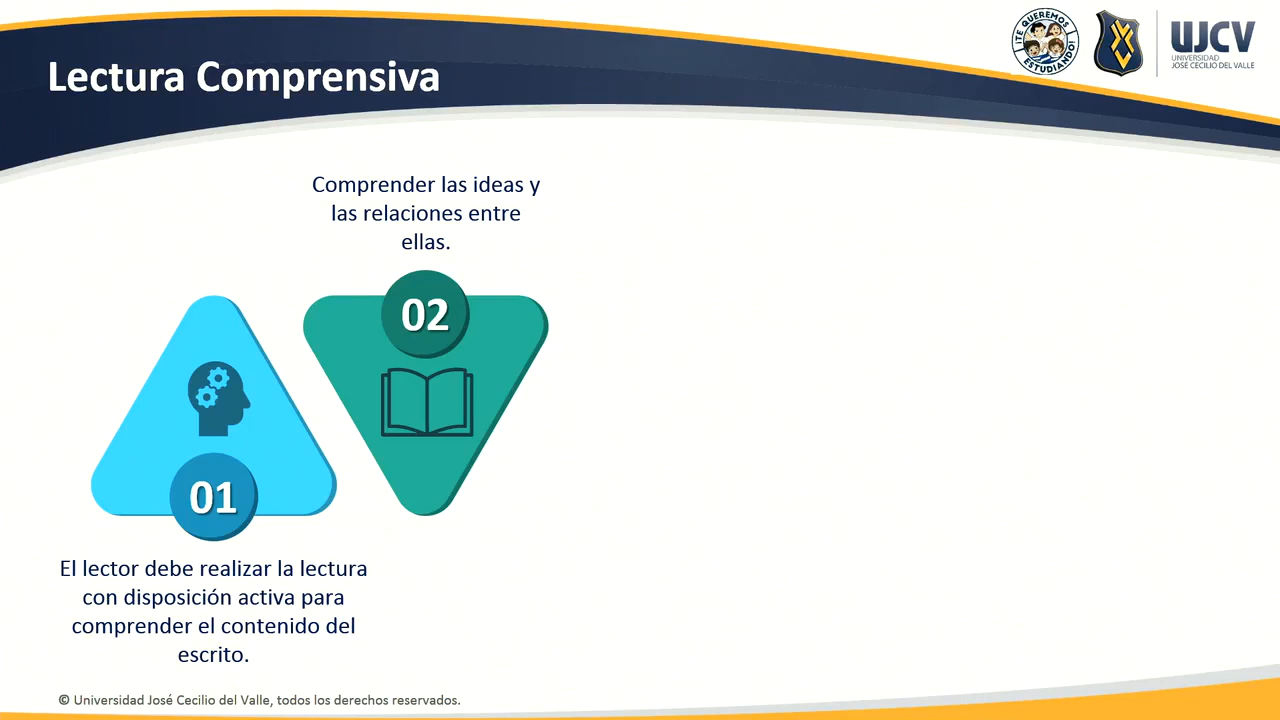 Lectura Comprensiva
¡TE QUEREMOS
ESTUDIANDO!
UJCV
UNIVERSIDAD
JOSÉ CECILIO DEL VALLE
Comprender las ideas y
las relaciones entre
ellas.
02
01
El lector debe realizar la lectura
con disposición activa para
comprender el contenido del
escrito.
© Universidad José Cecilio del Valle, todos los derechos reservados.